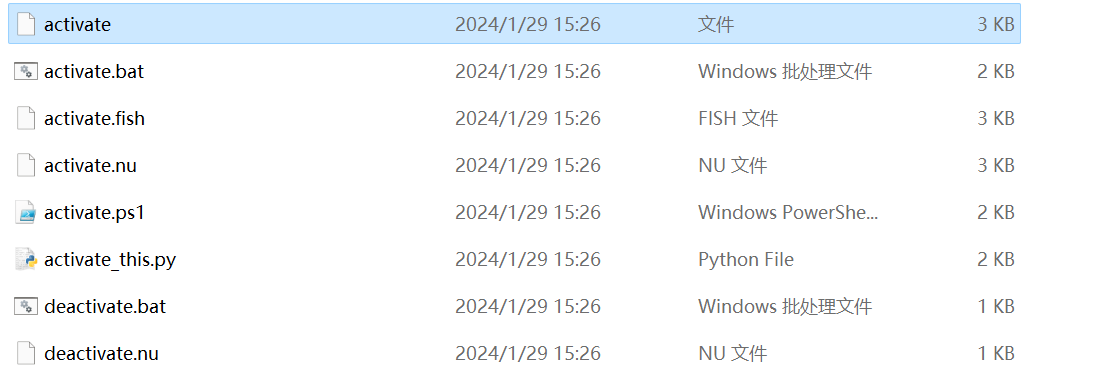 activate 2024/1/29 15:26 文件 3 KB
activate.bat 2024/1/29 15:26 Windows 批处理文件 2 KB
activate.fish 2024/1/29 15:26 FISH 文件 3 KB
activate.nu 2024/1/29 15:26 NU 文件 3 KB
activate.ps1 2024/1/29 15:26 Windows PowerShe... 2 KB
activate_this.py 2024/1/29 15:26 Python File 2 KB
deactivate.bat 2024/1/29 15:26 Windows 批处理文件 1 KB
deactivate.nu 2024/1/29 15:26 NU 文件 1 KB